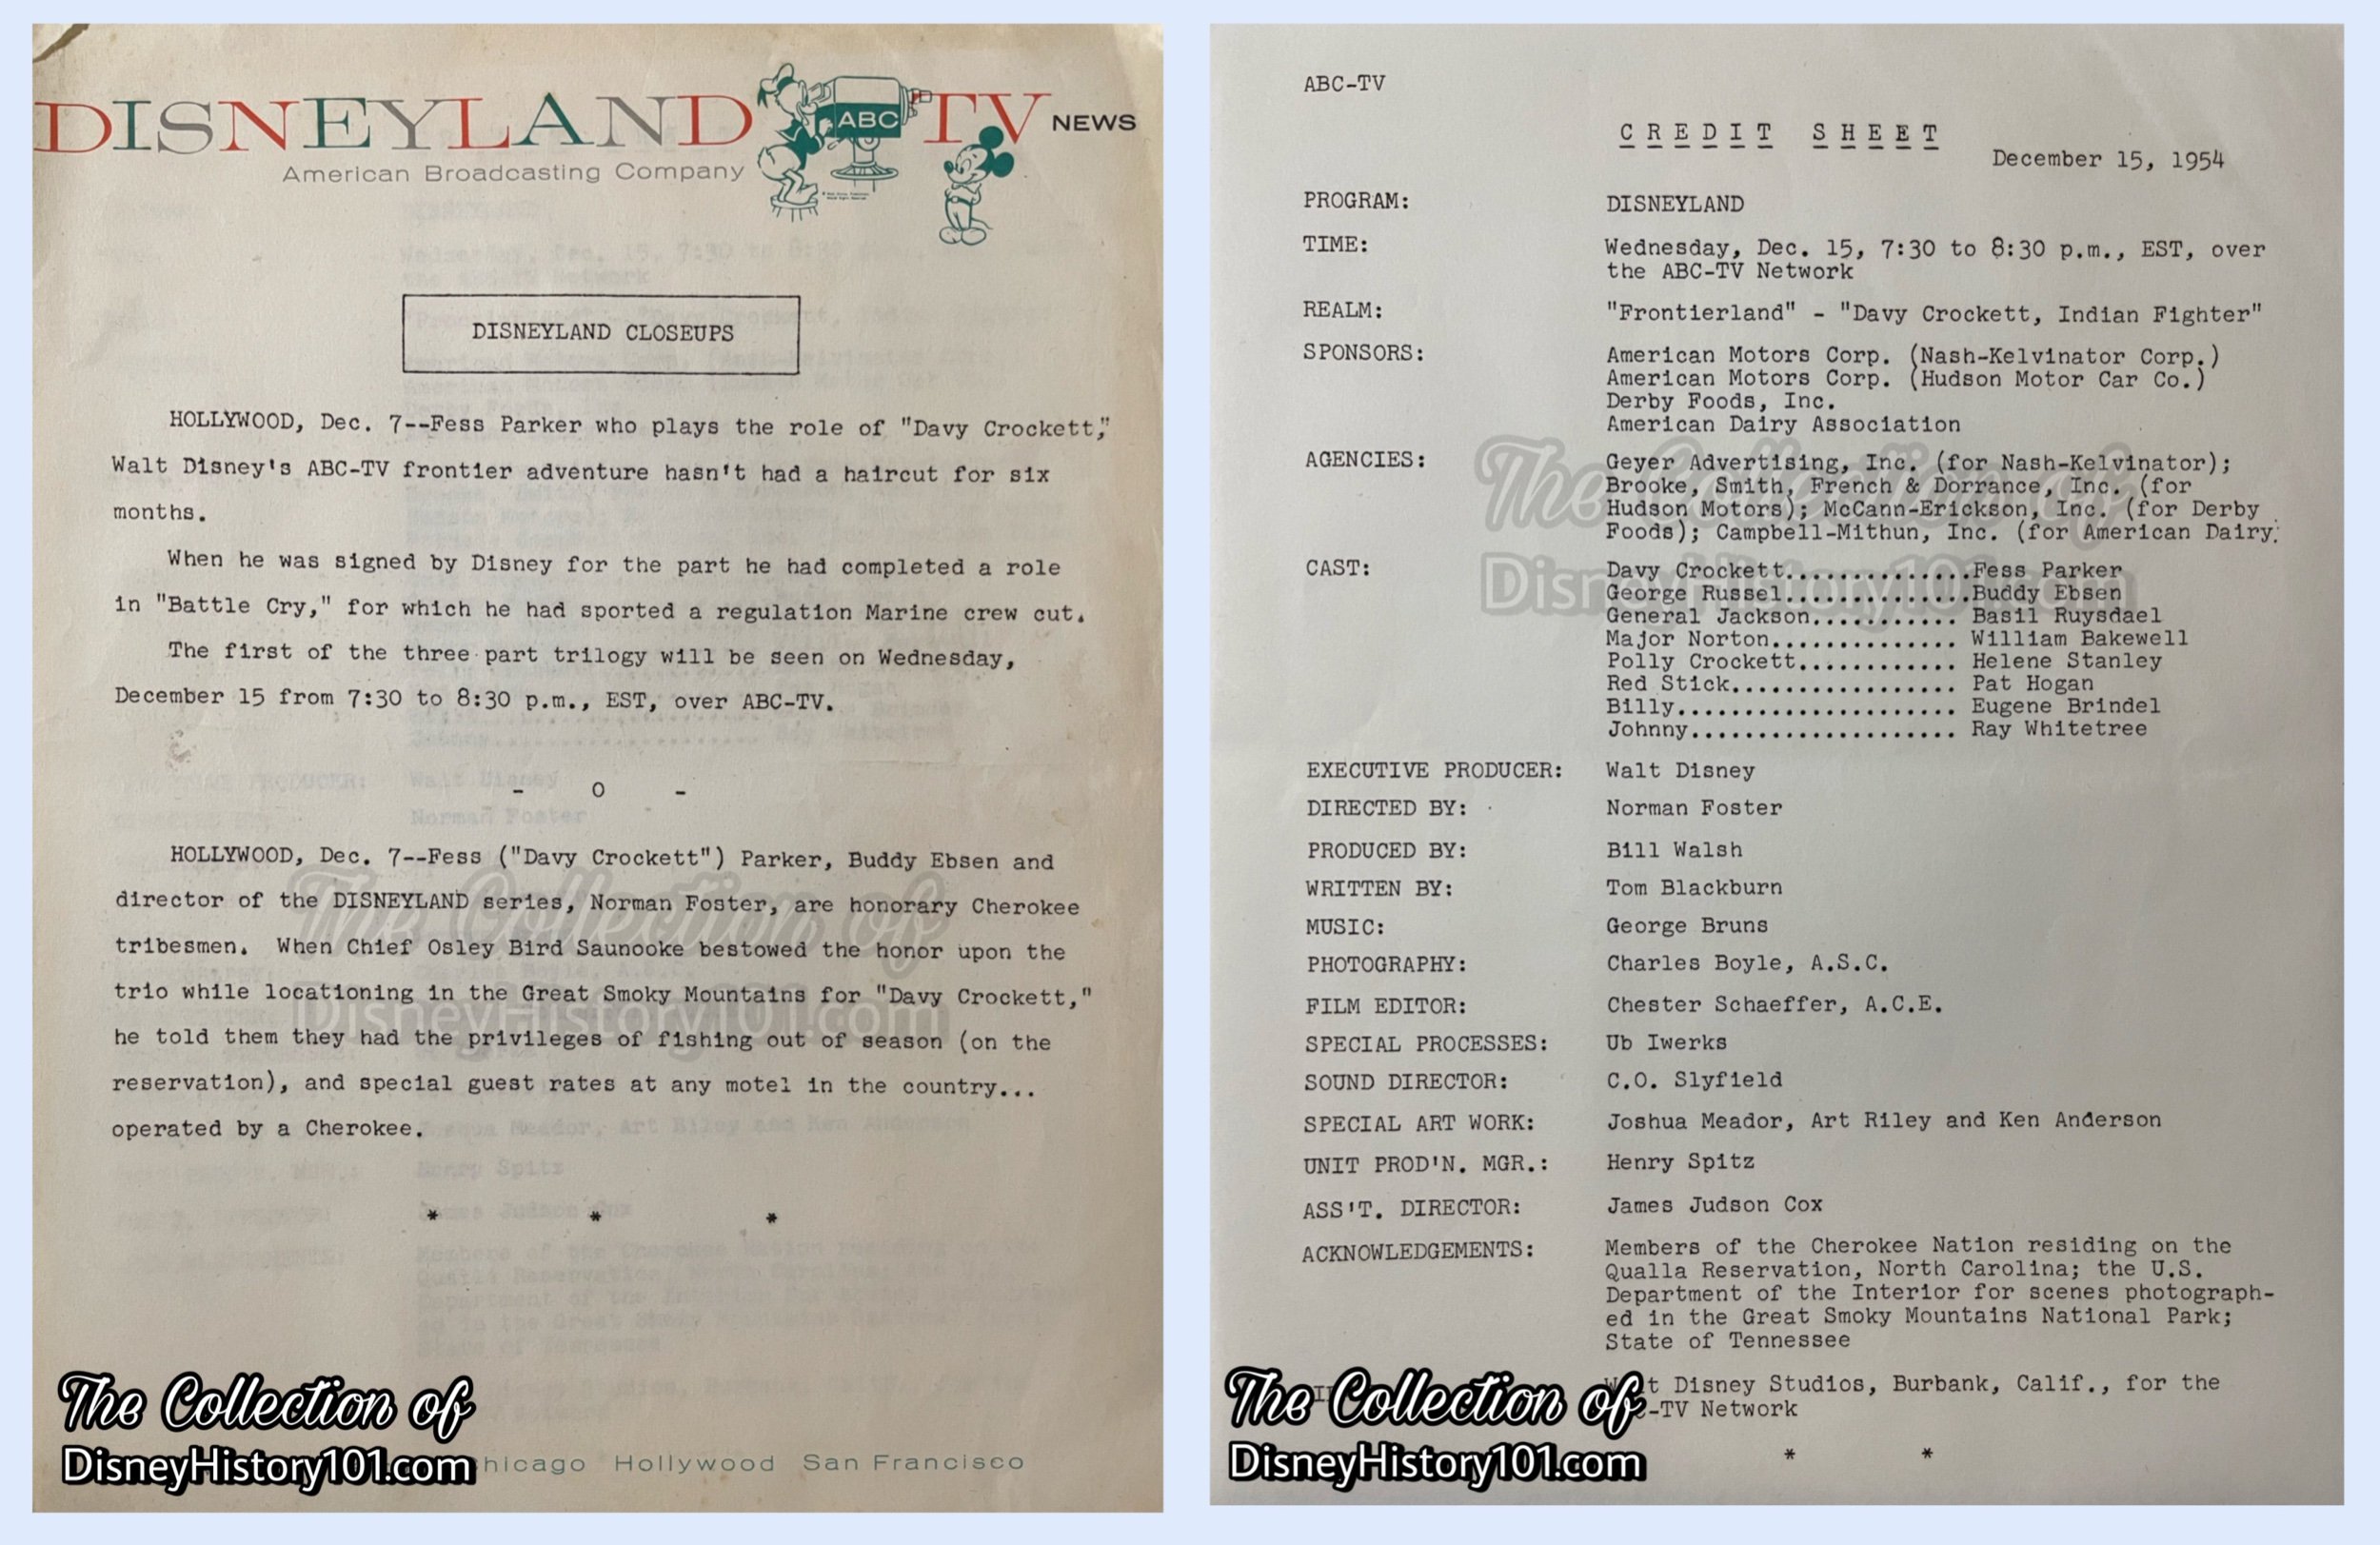 DISNEYLAND TV NEWS
ABC
American Broadcasting Company
DISNEYLAND CLOSEUPS
HOLLYWOOD, Dec. 7--Fess Parker who plays the role of "Davy Crockett,"
Walt Disney's ABC-TV frontier adventure hasn't had a haircut for six
months.
When he was signed by Disney for the part he had completed a role
in "Battle Cry," for which he had sported a regulation Marine crew cut.
The first of the three part trilogy will be seen on Wednesday,
December 15 from 7:30 to 8:30 p.m., EST, over ABC-TV.
- O -
HOLLYWOOD, Dec. 7--Fess ("Davy Crockett") Parker, Buddy Ebsen and
director of the DISNEYLAND series, Norman Foster, are honorary Cherokee
tribesmen. When Chief Osley Bird Saunooke bestowed the honor upon the
trio while locationing in the Great Smoky Mountains for "Davy Crockett,"
he told them they had the privileges of fishing out of season (on the
reservation), and special guest rates at any motel in the country...
operated by a Cherokee.
* * *
The Collection of
DisneyHistory101.com
The Collection of
DisneyHistory101.com
hicago Hollywood San Francisco
ABC-TV
CREDIT SHEET
December 15, 1954
PROGRAM: DISNEYLAND
TIME: Wednesday, Dec. 15, 7:30 to 8:30 p.m., EST, over
the ABC-TV Network
REALM: "Frontierland" - "Davy Crockett, Indian Fighter"
SPONSORS: American Motors Corp. (Nash-Kelvinator Corp.)
American Motors Corp. (Hudson Motor Car Co.)
Derby Foods, Inc.
American Dairy Association
AGENCIES: Geyer Advertising, Inc. (for Nash-Kelvinator);
Brooke, Smith, French & Dorrance, Inc. (for
Hudson Motors); McCann-Erickson, Inc. (for Derby
Foods); Campbell-Mithun, Inc. (for American Dairy.
CAST: Davy Crockett..............Fess Parker
George Russel..............Buddy Ebsen
General Jackson........... Basil Ruysdael
Major Norton.............. William Bakewell
Polly Crockett............ Helene Stanley
Red Stick................. Pat Hogan
Billy..................... Eugene Brindel
Johnny.................... Ray Whitetree
EXECUTIVE PRODUCER: Walt Disney
DIRECTED BY: Norman Foster
PRODUCED BY: Bill Walsh
WRITTEN BY: Tom Blackburn
MUSIC: George Bruns
PHOTOGRAPHY: Charles Boyle, A.S.C.
FILM EDITOR: Chester Schaeffer, A.C.E.
SPECIAL PROCESSES: Ub Iwerks
SOUND DIRECTOR: C.O. Slyfield
SPECIAL ART WORK: Joshua Meador, Art Riley and Ken Anderson
UNIT PROD'N. MGR.: Henry Spitz
ASS'T. DIRECTOR: James Judson Cox
ACKNOWLEDGEMENTS: Members of the Cherokee Nation residing on the
Qualla Reservation, North Carolina; the U.S.
Department of the Interior for scenes photograph-
ed in the Great Smoky Mountains National Park;
State of Tennessee
Disney Studios, Burbank, Calif., for the
-TV Network
* *
The Collection of
DisneyHistory101.com
The Collection of
DisneyHistory101.com